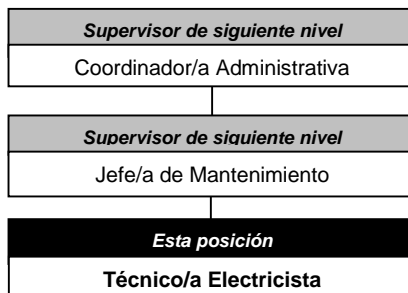 Supervisor de siguiente nivel
Coordinador/a Administrativa
Supervisor de siguiente nivel
Jefe/a de Mantenimiento
Esta posición
Técnico/a Electricista